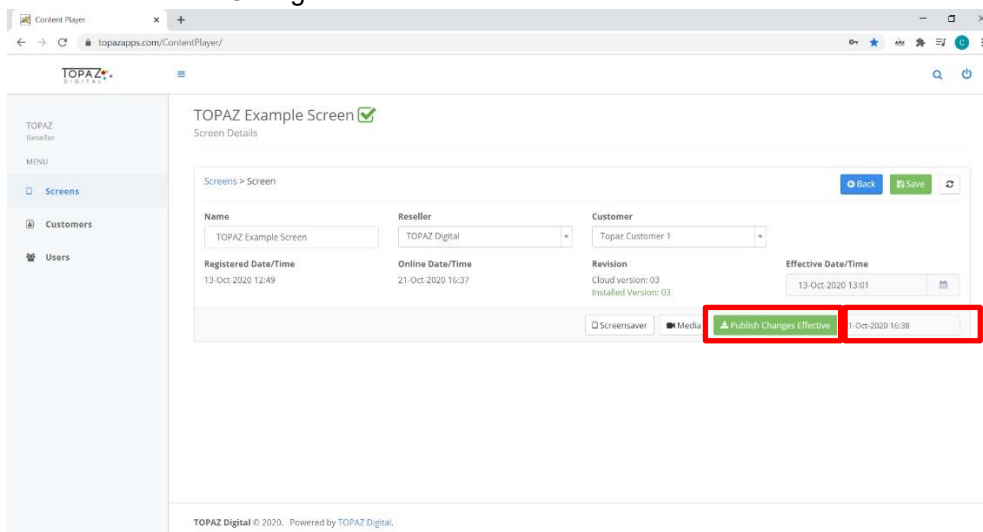 Content Player
topazapps.com/ContentPlayer/
TOPAZ
DIGITAL
TOPAZ
Reseller
MENU
Screens
Customers
Users
TOPAZ Example Screen
Screen Details
Screens > Screen
Back Save
Name Reseller Customer
TOPAZ Example Screen TOPAZ Digital Topaz Customer 1
Registered Date/Time Online Date/Time Revision Effective Date/Time
13-Oct-2020 12:49 21-Oct-2020 16:37 Cloud version: 03 13-Oct-2020 13:01
Installed Version: 03
Screensaver Media Publish Changes Effective 1-Oct-2020 16:38
TOPAZ Digital © 2020. Powered by TOPAZ Digital.